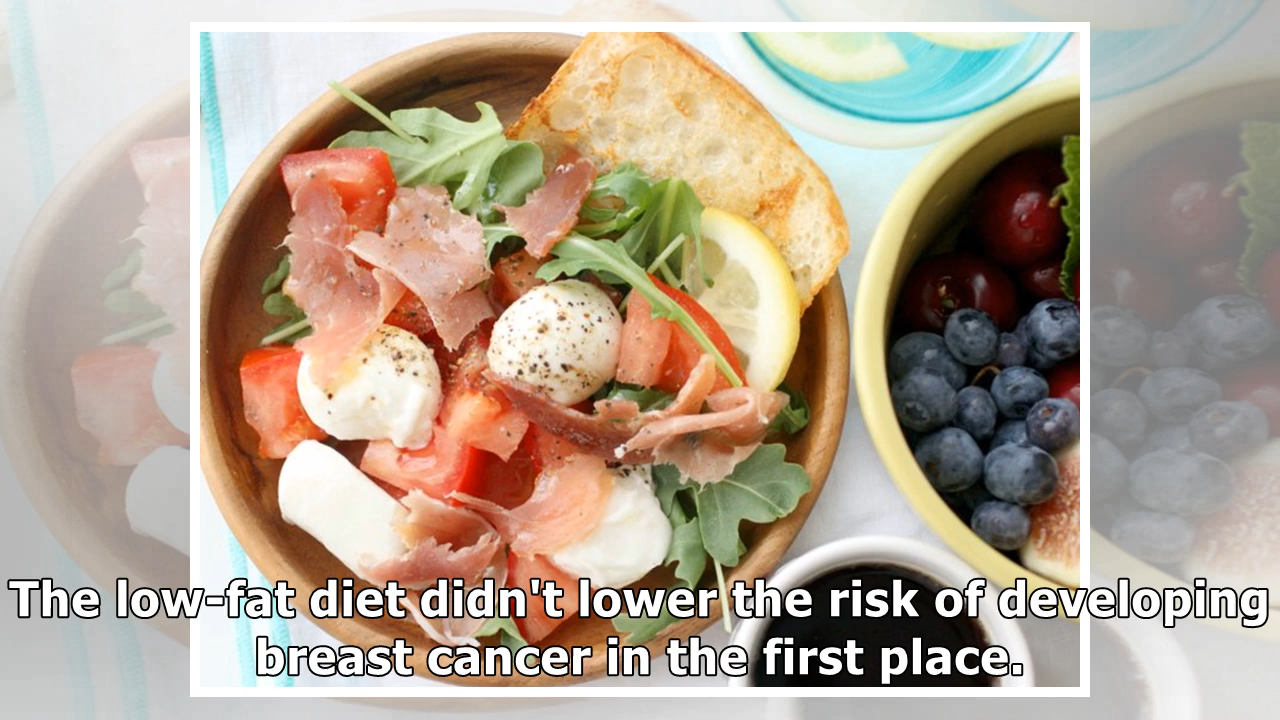 The low-fat diet didn't lower the risk of developing
breast cancer in the first place.